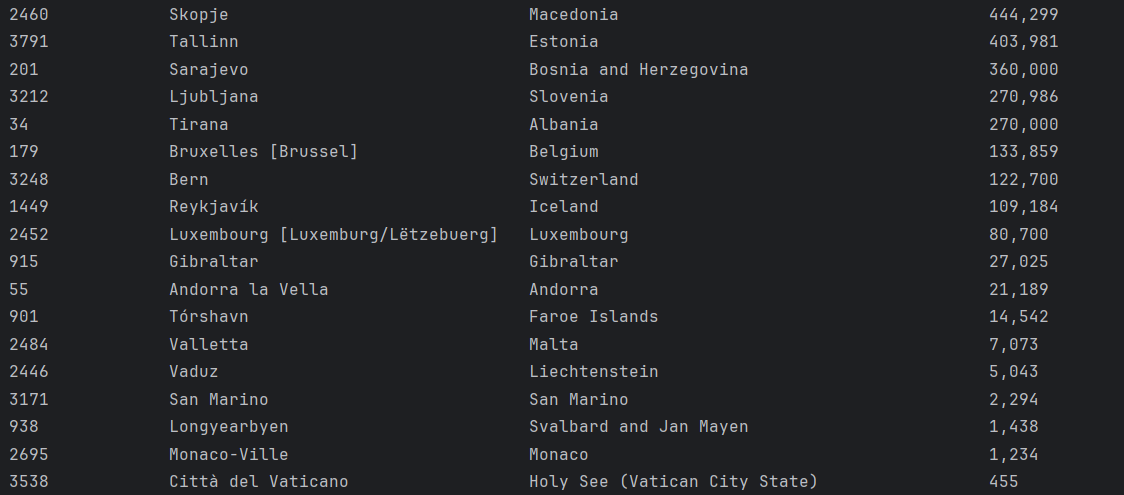 2460 Skopje Macedonia 444,299
3791 Tallinn Estonia 403,981
201 Sarajevo Bosnia and Herzegovina 360,000
3212 Ljubljana Slovenia 270,986
34 Tirana Albania 270,000
179 Bruxelles [Brussel] Belgium 133,859
3248 Bern Switzerland 122,700
1449 Reykjavík Iceland 109,184
2452 Luxembourg [Luxemburg/Lëtzebuerg] Luxembourg 80,700
915 Gibraltar Gibraltar 27,025
55 Andorra la Vella Andorra 21,189
901 Tórshavn Faroe Islands 14,542
2484 Valletta Malta 7,073
2446 Vaduz Liechtenstein 5,043
3171 San Marino San Marino 2,294
938 Longyearbyen Svalbard and Jan Mayen 1,438
2695 Monaco-Ville Monaco 1,234
3538 Città del Vaticano Holy See (Vatican City State) 455